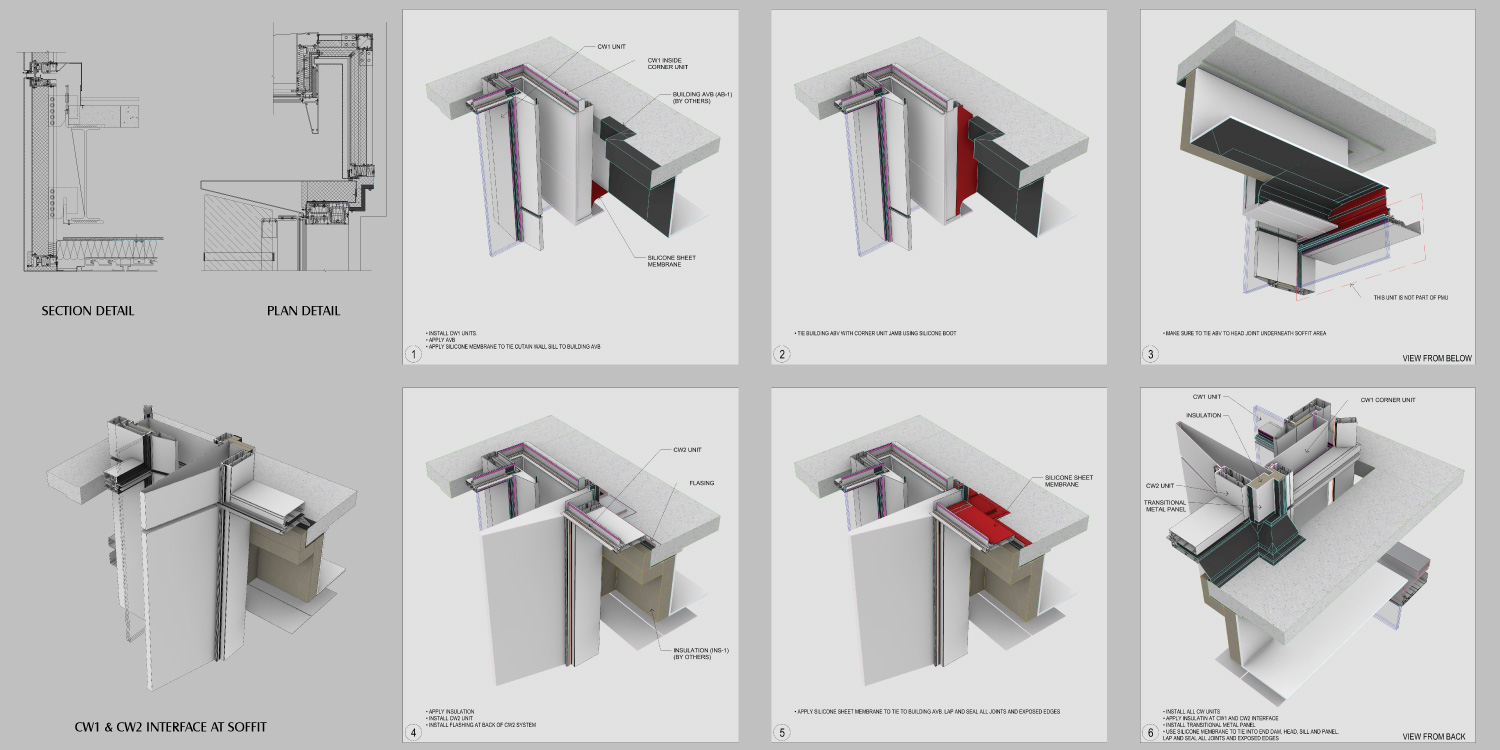 SECTION DETAIL
PLAN DETAIL
CW1 UNIT
CW1 INSIDE
CORNER UNIT
BUILDING AVB (AB-1)
(BY OTHERS)
SILICONE SHEET
MEMBRANE
• INSTALL CW1 UNITS.
• APPLY AVB
• APPLY SILICONE MEMBRANE TO TIE CUTAIN WALL SILL TO BUILDING AVB
1
• TIE BUILDING ABV WITH CORNER UNIT JAMB USING SILICONE BOOT
2
THIS UNIT IS NOT PART OF PMU
• MAKE SURE TO TIE ABV TO HEAD JOINT UNDERNEATH SOFFIT AREA
3
VIEW FROM BELOW
CW1 & CW2 INTERFACE AT SOFFIT
CW2 UNIT
FLASING
INSULATION (INS-1)
(BY OTHERS)
• APPLY INSULATION
• INSTALL CW2 UNIT
• INSTALL FLASHING AT BACK OF CW2 SYSTEM
4
SILICONE SHEET
MEMBRANE
• APPLY SILICONE SHEET MEMBRANE TO TIE TO BUILDING AVB. LAP AND SEAL ALL JOINTS AND EXPOSED EDGES
5
CW1 UNIT
CW1 CORNER UNIT
INSULATION
CW2 UNIT
TRANSITIONAL
METAL PANEL
• INSTALL ALL CW UNITS
• APPLY INSULATIN AT CW1 AND CW2 INTERFACE
• INSTALL TRANSITIONAL METAL PANEL
• USE SILICONE MEMBRANE TO TIE INTO END DAM, HEAD, SILL AND PANEL.
LAP AND SEAL ALL JOINTS AND EXPOSED EDGES
6
VIEW FROM BACK